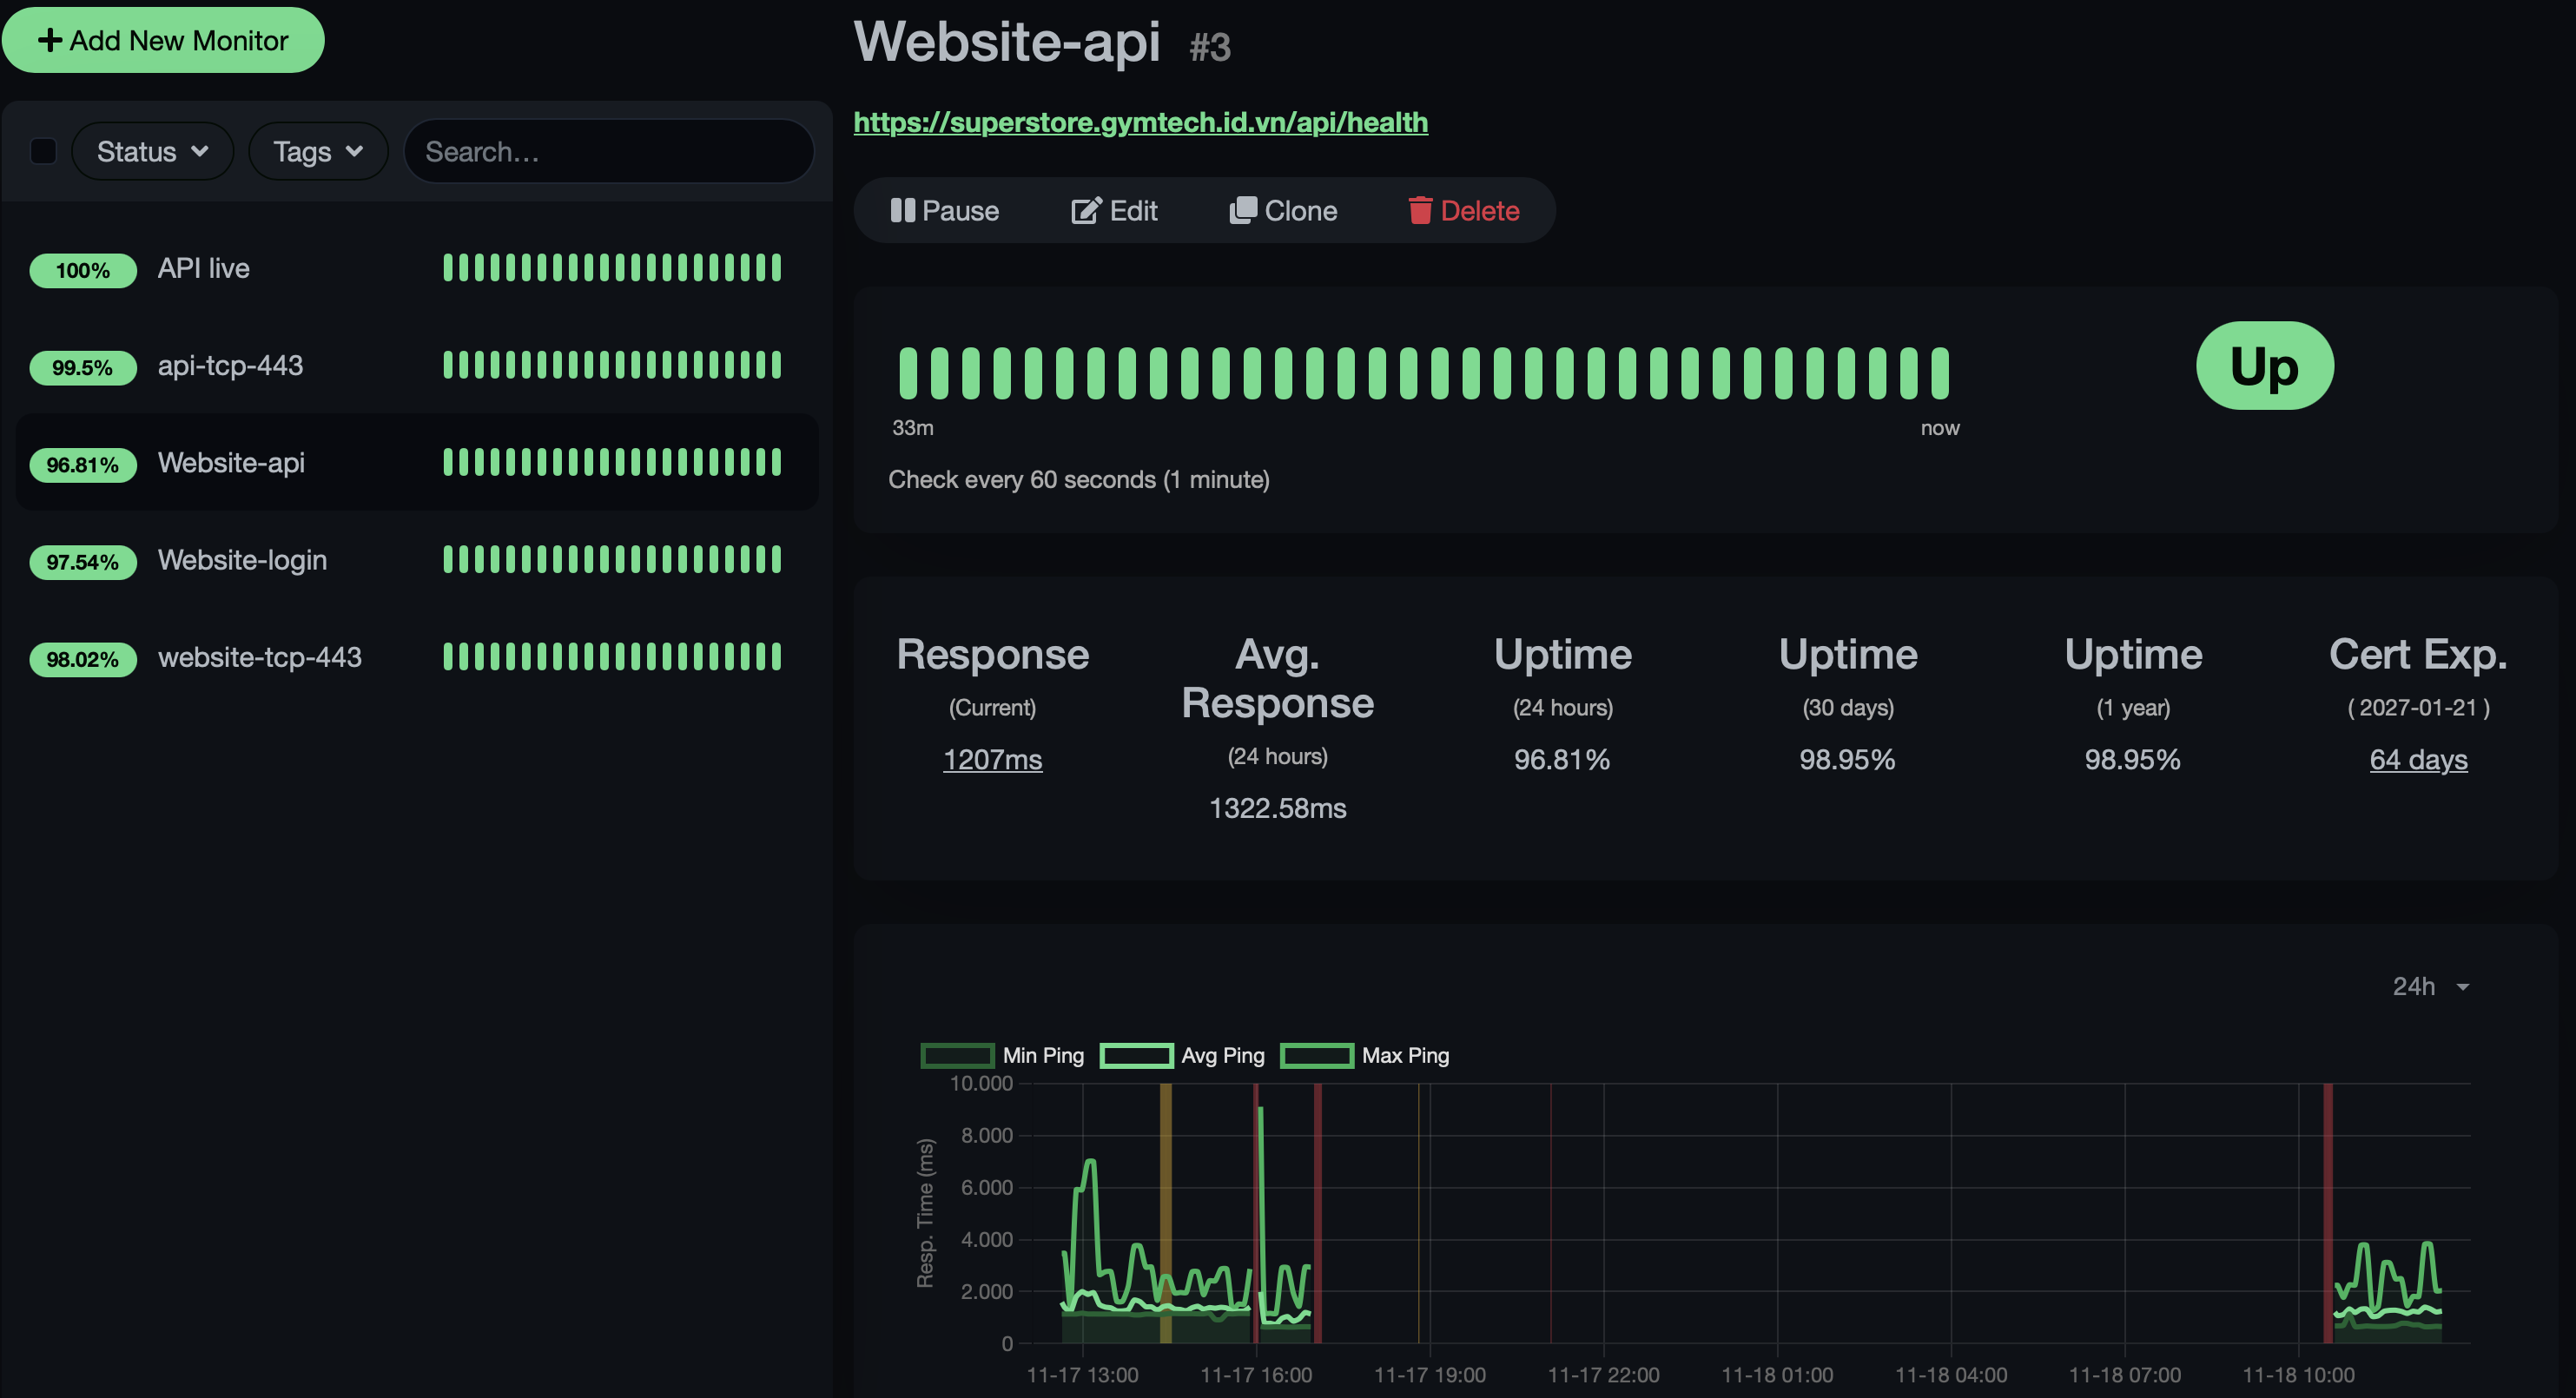 Add New Monitor
Status
Tags
Search…
100%
API live
99.5%
api-tcp-443
96.81%
Website-api
97.54%
Website-login
98.02%
website-tcp-443
Website-api #3
https://superstore.gymtech.id.vn/api/health
Pause
Edit
Clone
Delete
33m
now
Check every 60 seconds (1 minute)
Up
Response
(Current)
1207ms
Avg.
Response
(24 hours)
1322.58ms
Uptime
(24 hours)
96.81%
Uptime
(30 days)
98.95%
Uptime
(1 year)
98.95%
Cert Exp.
( 2027-01-21 )
64 days
24h
Min Ping
Avg Ping
Max Ping
Resp. Time (ms)
10.000
8.000
6.000
4.000
2.000
0
11-17 13:00
11-17 16:00
11-17 19:00
11-17 22:00
11-18 01:00
11-18 04:00
11-18 07:00
11-18 10:00